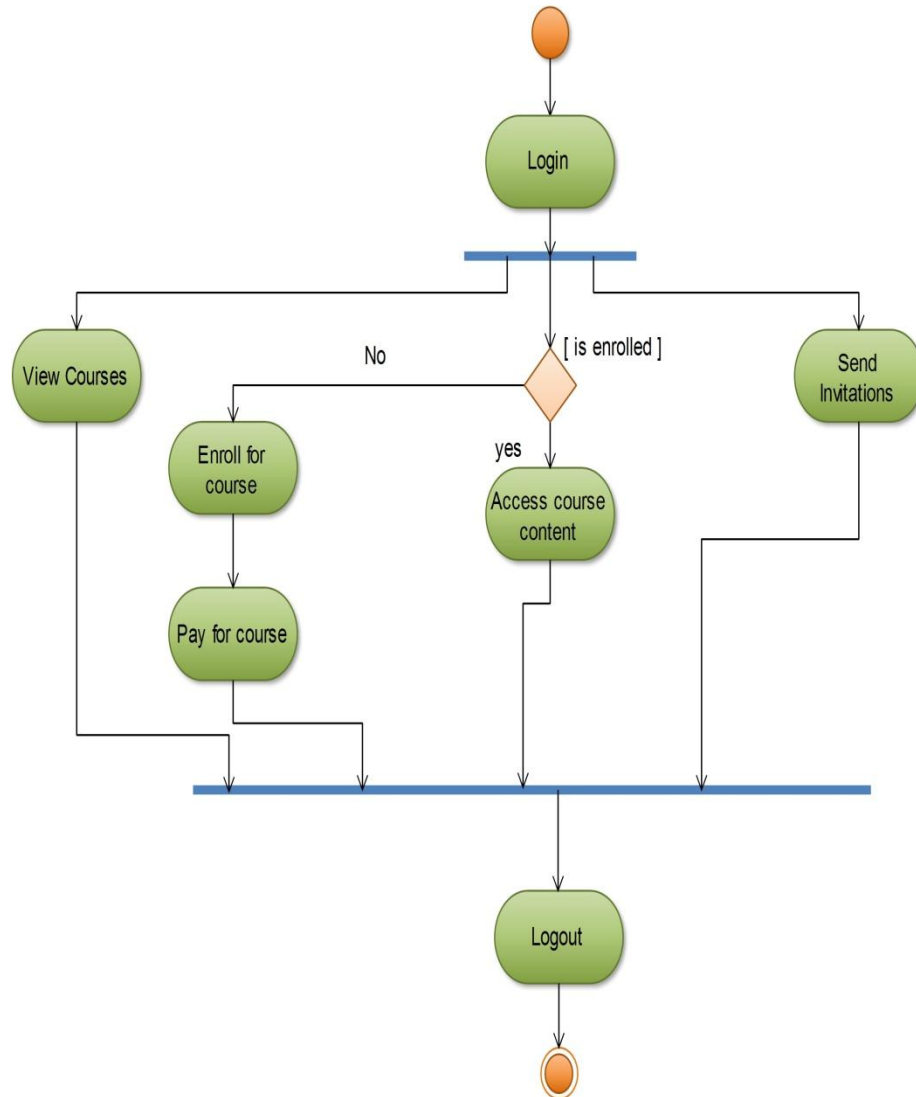 Login
View Courses
No
[ is enrolled ]
Send
Invitations
Enroll for
course
yes
Access course
content
Pay for course
Logout